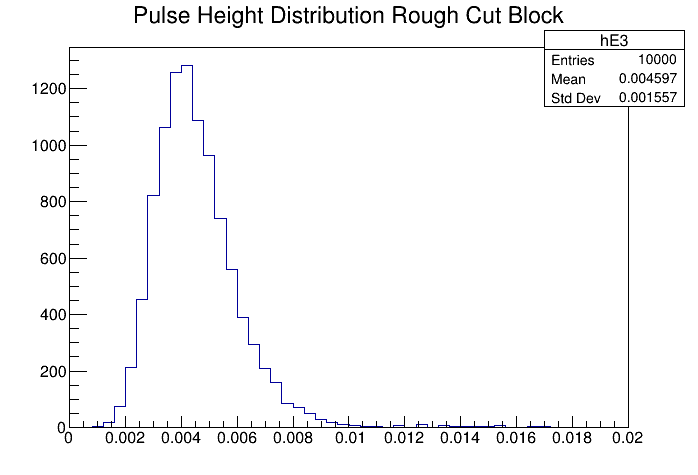 Pulse Height Distribution Rough Cut Block
hE3
Entries 10000
Mean 0.004597
Std Dev 0.001557
1200
1000
800
600
400
200
0
0 0.002 0.004 0.006 0.008 0.01 0.012 0.014 0.016 0.018 0.02